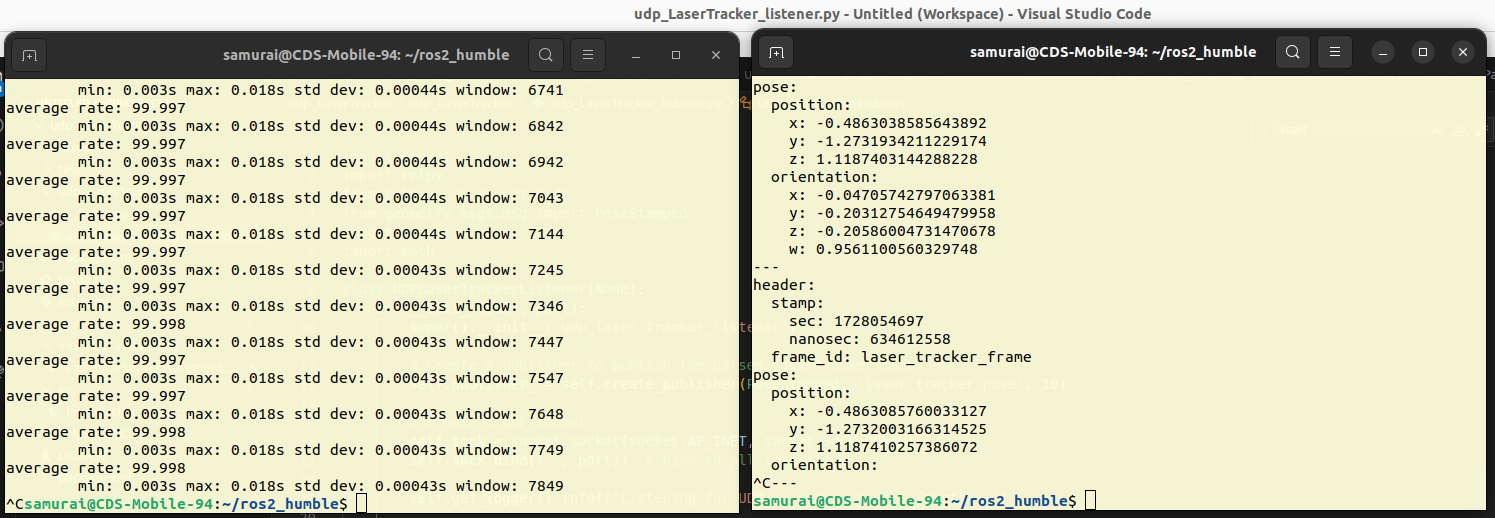 udp_LaserTracker_listener.py - Untitled (Workspace) - Visual Studio Code
samurai@CDS-Mobile-94: ~/ros2_humble
min: 0.003s max: 0.018s std dev: 0.00044s window: 6741
average rate: 99.997
min: 0.003s max: 0.018s std dev: 0.00044s window: 6842
average rate: 99.997
min: 0.003s max: 0.018s std dev: 0.00044s window: 6942
average rate: 99.997
min: 0.003s max: 0.018s std dev: 0.00044s window: 7043
average rate: 99.997
min: 0.003s max: 0.018s std dev: 0.00044s window: 7144
average rate: 99.997
min: 0.003s max: 0.018s std dev: 0.00043s window: 7245
average rate: 99.997
min: 0.003s max: 0.018s std dev: 0.00043s window: 7346
average rate: 99.998
min: 0.003s max: 0.018s std dev: 0.00043s window: 7447
average rate: 99.997
min: 0.003s max: 0.018s std dev: 0.00043s window: 7547
average rate: 99.997
min: 0.003s max: 0.018s std dev: 0.00043s window: 7648
average rate: 99.998
min: 0.003s max: 0.018s std dev: 0.00043s window: 7749
average rate: 99.998
min: 0.003s max: 0.018s std dev: 0.00043s window: 7849
^Csamurai@CDS-Mobile-94:~/ros2_humble$
samurai@CDS-Mobile-94: ~/ros2_humble
pose:
position:
x: -0.4863038585643892
y: -1.2731934211229174
z: 1.1187403144288228
orientation:
x: -0.04705742797063381
y: -0.20312754649479958
z: -0.20586004731470678
w: 0.9561100560329748
---
header:
stamp:
sec: 1728054697
nanosec: 634612558
frame_id: laser_tracker_frame
pose:
position:
x: -0.4863085760033127
y: -1.2732003166314525
z: 1.1187410257386072
orientation:
^C---
samurai@CDS-Mobile-94:~/ros2_humble$